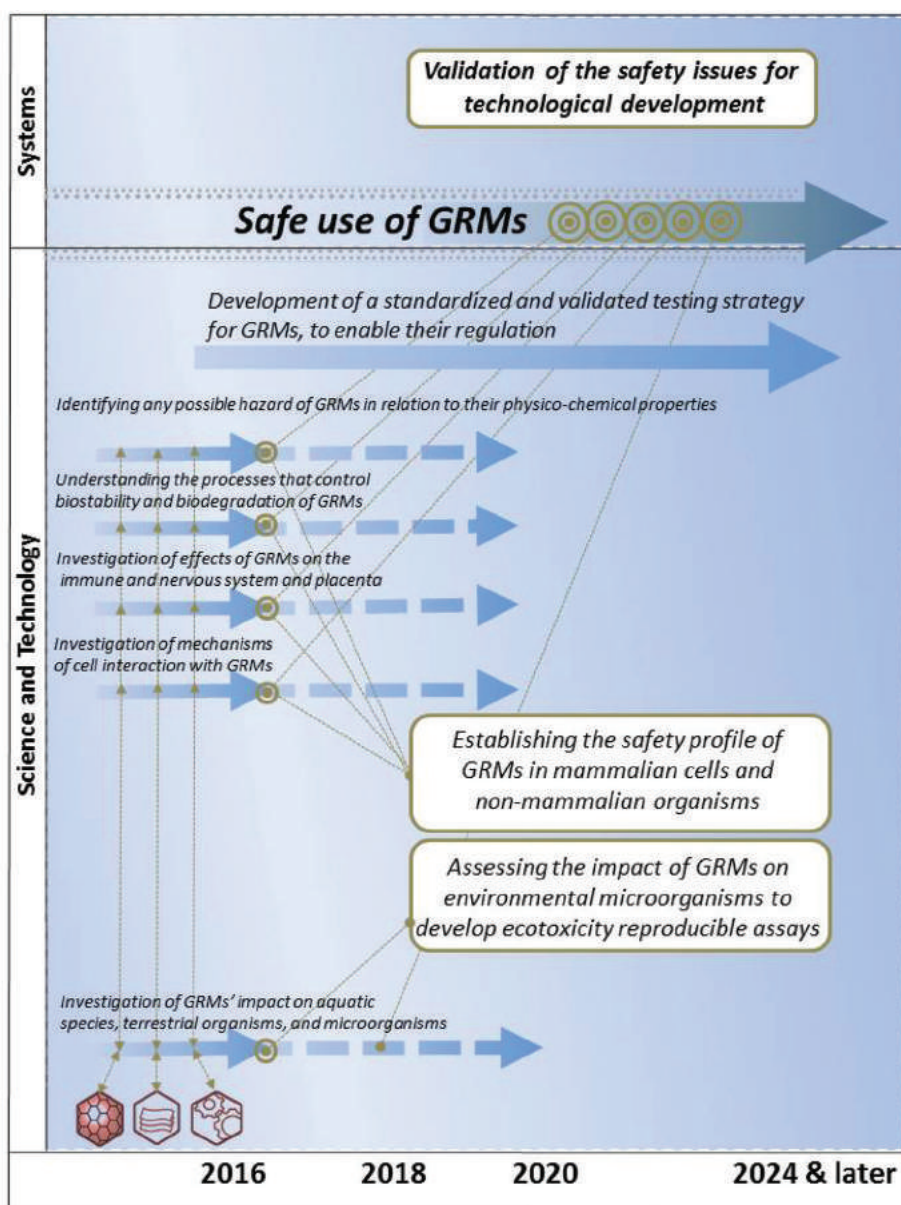 Systems
Validation of the safety issues for
technological development
Safe use of GRMs
Science and Technology
Development of a standardized and validated testing strategy
for GRMs, to enable their regulation
Identifying any possible hazard of GRMs in relation to their physico-chemical properties
Understanding the processes that control
biostability and biodegradation of GRMs
Investigation of effects of GRMs on the
immune and nervous system and placenta
Investigation of mechanisms
of cell interaction with GRMs
Establishing the safety profile of
GRMs in mammalian cells and
non-mammalian organisms
Assessing the impact of GRMs on
environmental microorganisms to
develop ecotoxicity reproducible assays
Investigation of GRMs' impact on aquatic
species, terrestrial organisms, and microorganisms
2016 2018 2020 2024 & later